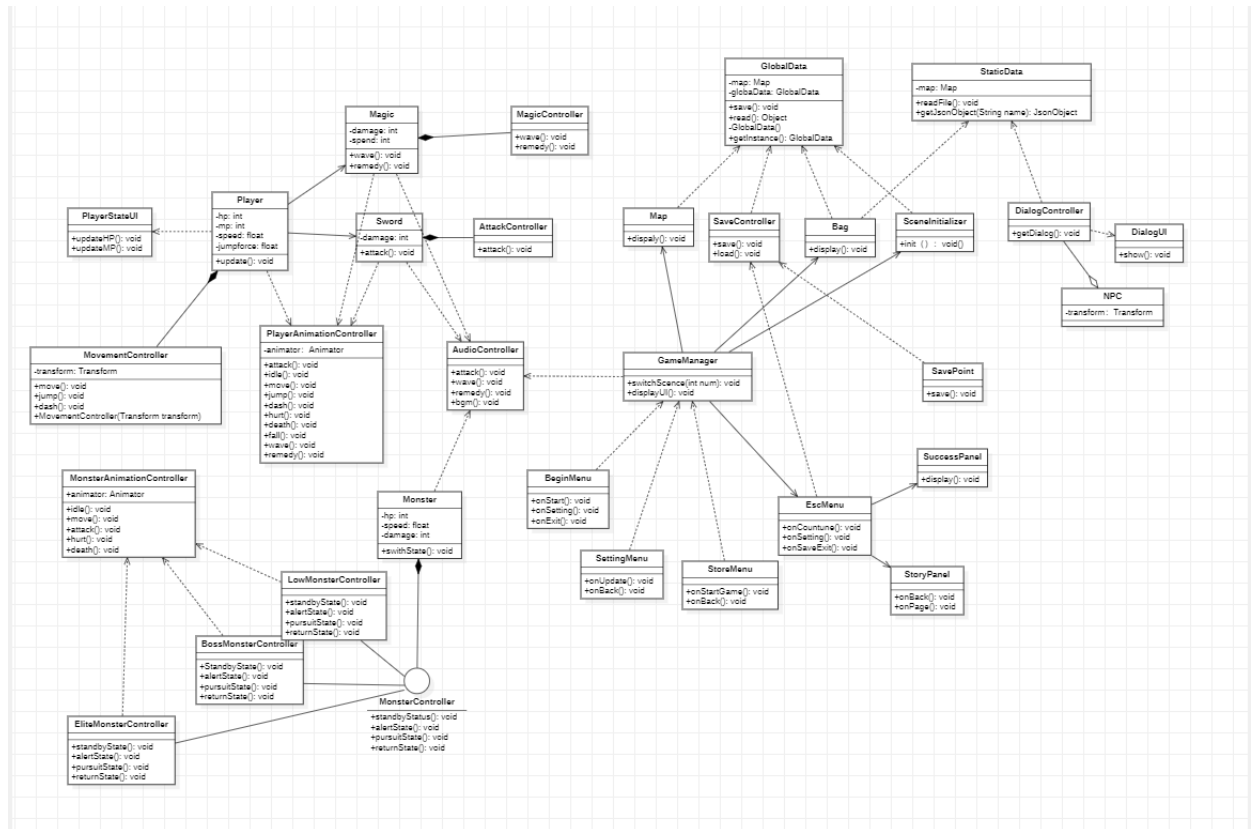 GlobalData
-map: Map
-globaData: GlobalData
+save(): void
+read(): Object
-GlobalData()
+getInstance(): GlobalData
StaticData
-map: Map
+readFile(): void
+getJsonObject(String name): JsonObject
Magic
-damage: int
-spend: int
+wave(): void
+remedy(): void
MagicController
+wave(): void
+remedy(): void
PlayerStateUI
+updateHP(): void
+updateMP(): void
Player
-hp: int
-mp: int
-speed: float
-jumpforce: float
+update(): void
Sword
-damage: int
+attack(): void
AttackController
+attack(): void
Map
+dispaly(): void
SaveController
+save(): void
+load(): void
Bag
+display(): void
SceneInitializer
+init () : void()
DialogController
+getDialog(): void
DialogUI
+show(): void
NPC
-transform: Transform
MovementController
-transform: Transform
+move(): void
+jump(): void
+dash(): void
+MovementController(Transform transform)
PlayerAnimationController
-animator: Animator
+attack(): void
+idle(): void
+move(): void
+jump(): void
+dash(): void
+hurt(): void
+death(): void
+fall(): void
+wave(): void
+remedy(): void
AudioController
+attack(): void
+wave(): void
+remedy(): void
+bgm(): void
GameManager
+switchScence(int num): void
+displayUI(): void
SavePoint
+save(): void
MonsterAnimationController
+animator: Animator
+idle(): void
+move(): void
+attack(): void
+hurt(): void
+death(): void
Monster
-hp: int
-speed: float
-damage: int
+swithState(): void
BeginMenu
+onStart(): void
+onSetting(): void
+onExit(): void
EscMenu
+onCountune(): void
+onSetting(): void
+onSaveExit(): void
SuccessPanel
+display(): void
SettingMenu
+onUpdate(): void
+onBack(): void
StoreMenu
+onStartGame(): void
+onBack(): void
StoryPanel
+onBack(): void
+onPage(): void
LowMonsterController
+standbyState(): void
+alertState(): void
+pursuitState(): void
+returnState(): void
BossMonsterController
+StandbyState(): void
+alertState(): void
+pursuitState(): void
+returnState(): void
EliteMonsterController
+standbyState(): void
+alertState(): void
+pursuitState(): void
+returnState(): void
MonsterController
+standbyStatus(): void
+alertState(): void
+pursuitState(): void
+returnState(): void